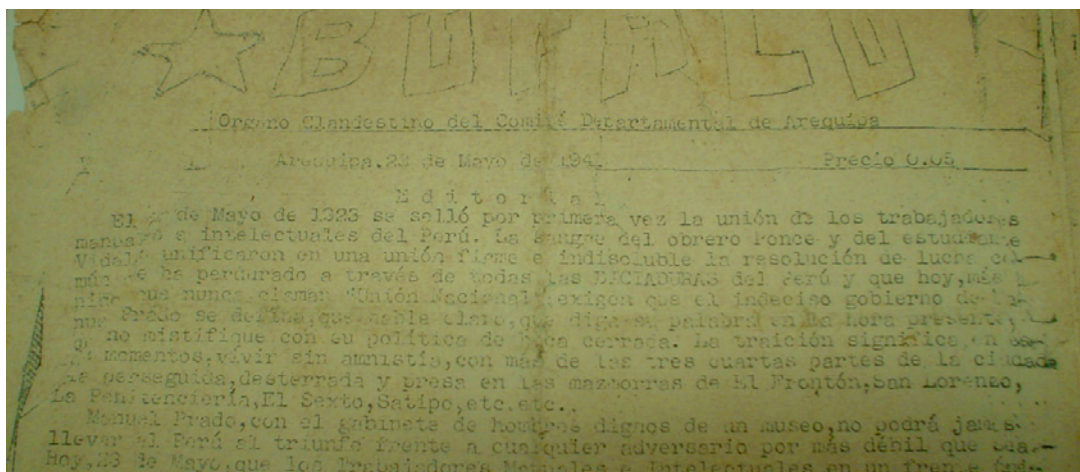 BUFALO
Organo Clandestino del Comité Departamental de Arequipa
Arequipa.23 de Mayo de 194 Precio 0.05
Editorial
El de Mayo de 1923 se selló por primera vez la unión de los trabajadores
e intelectuales del Perú. La sangre del obrero Ponce y del estudiante
Vidal unificaron en una unión firme e indisoluble la resolución de lucha co-
mún ha perdurado a través de todas las DICTADURAS del Perú y que hoy,más
que nunca claman "Unión Nacional",exigen que el indeciso gobierno de
Prado se defina,que hable claro,que diga su palabra en la hora presente,
no mistifique con su política de boca cerrada. La traición significa,en
momentos,vivir sin amnistía,con más de las tres cuartas partes de la ciudada
perseguida,desterrada y presa en las mazmorras de El Frontón,San Lorenzo,
La Penitenciería,El Sexto,Satipo,etc.etc..
Manuel Prado,con el gabinete de hombres dignos de un museo,no podrá jamás
llevar al Perú al triunfo frente a cualquier adversario por más débil que
Hoy,23 de Mayo,que los Trabajadores Manuales e Intelectuales en un frente